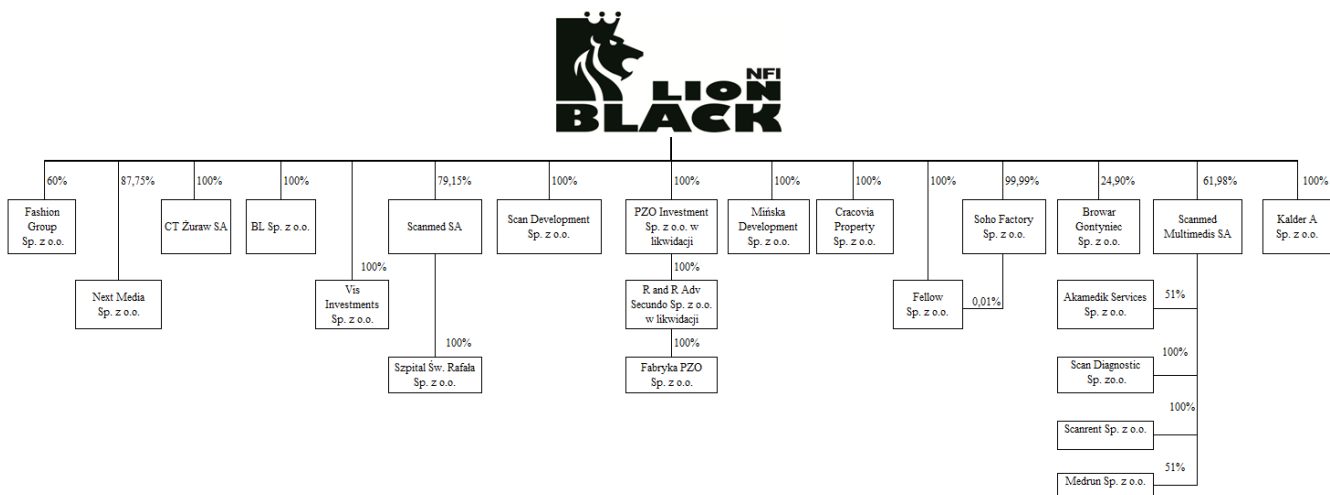 NFI
LION
BLACK
60%
87,75%
100%
100%
79,15%
100%
100%
100%
100%
100%
99,99%
24,90%
61,98%
100%
Fashion
Group
Sp. z o.o.
CT Żuraw SA
BL Sp. z o.o.
Scanmed SA
Scan Development
Sp. z o.o.
PZO Investment
Sp. z o.o. w
likwidacji
Mińska
Development
Sp. z o.o.
Cracovia
Property
Sp. z o.o.
Soho Factory
Sp. z o.o.
Browar
Gontyniec
Sp. z o.o.
Scanmed
Multimedis SA
Kalder A
Sp. z o.o.
100%
100%
Next Media
Sp. z o.o.
Vis
Investments
Sp. z o.o.
R and R Adv
Secundo Sp. z o.o.
w likwidacji
Fellow
Sp. z o.o.
0,01%
Akamedik Services
Sp. z o.o.
51%
100%
100%
100%
Szpital Św. Rafała
Sp. z o.o.
Fabryka PZO
Sp. z o.o.
Scan Diagnostic
Sp. zo.o.
100%
Scanrent Sp. z o.o.
51%
Medrun Sp. z o.o.